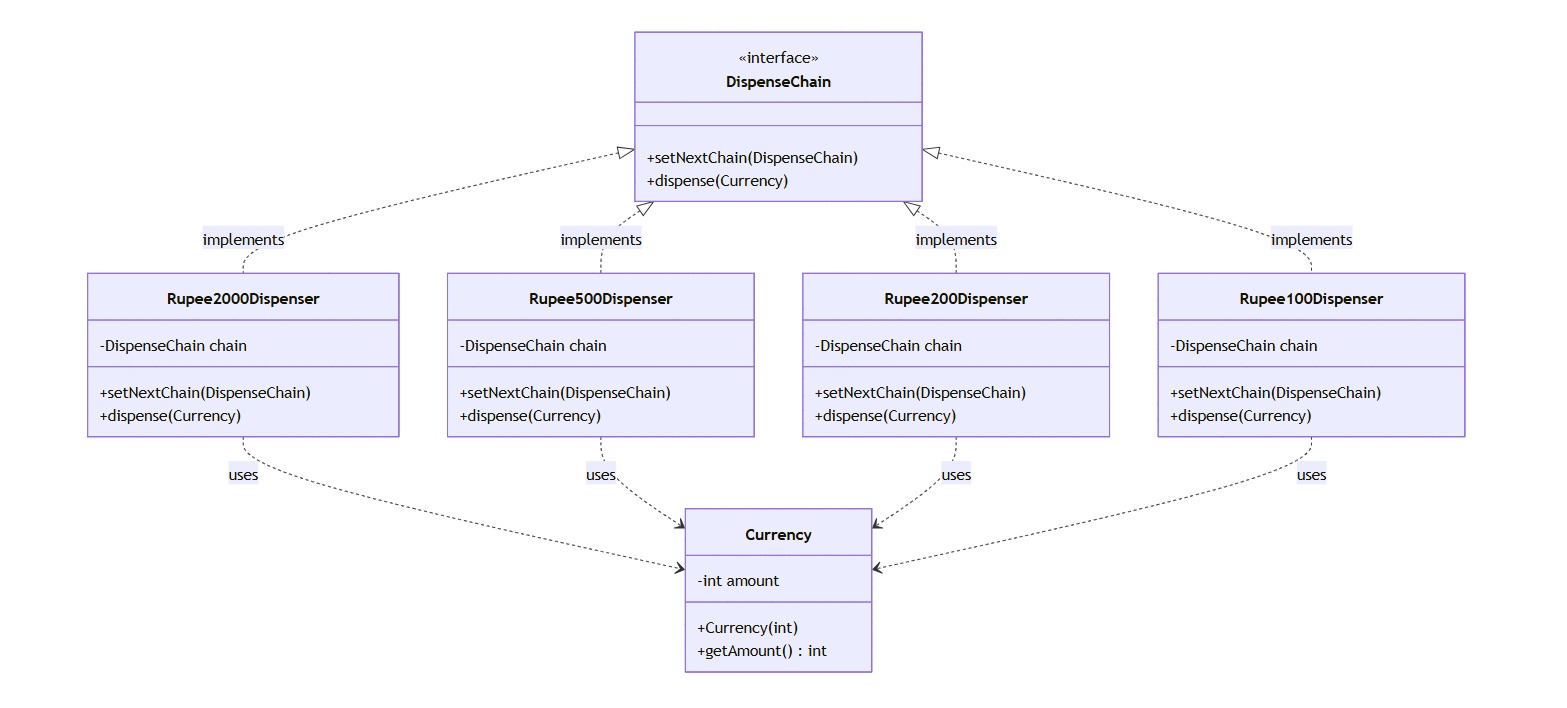 «interface»
DispenseChain
+setNextChain(DispenseChain)
+dispense(Currency)
implements
implements
implements
implements
Rupee2000Dispenser
-DispenseChain chain
+setNextChain(DispenseChain)
+dispense(Currency)
Rupee500Dispenser
-DispenseChain chain
+setNextChain(DispenseChain)
+dispense(Currency)
Rupee200Dispenser
-DispenseChain chain
+setNextChain(DispenseChain)
+dispense(Currency)
Rupee100Dispenser
-DispenseChain chain
+setNextChain(DispenseChain)
+dispense(Currency)
uses
uses
uses
uses
Currency
-int amount
+Currency(int)
+getAmount() : int